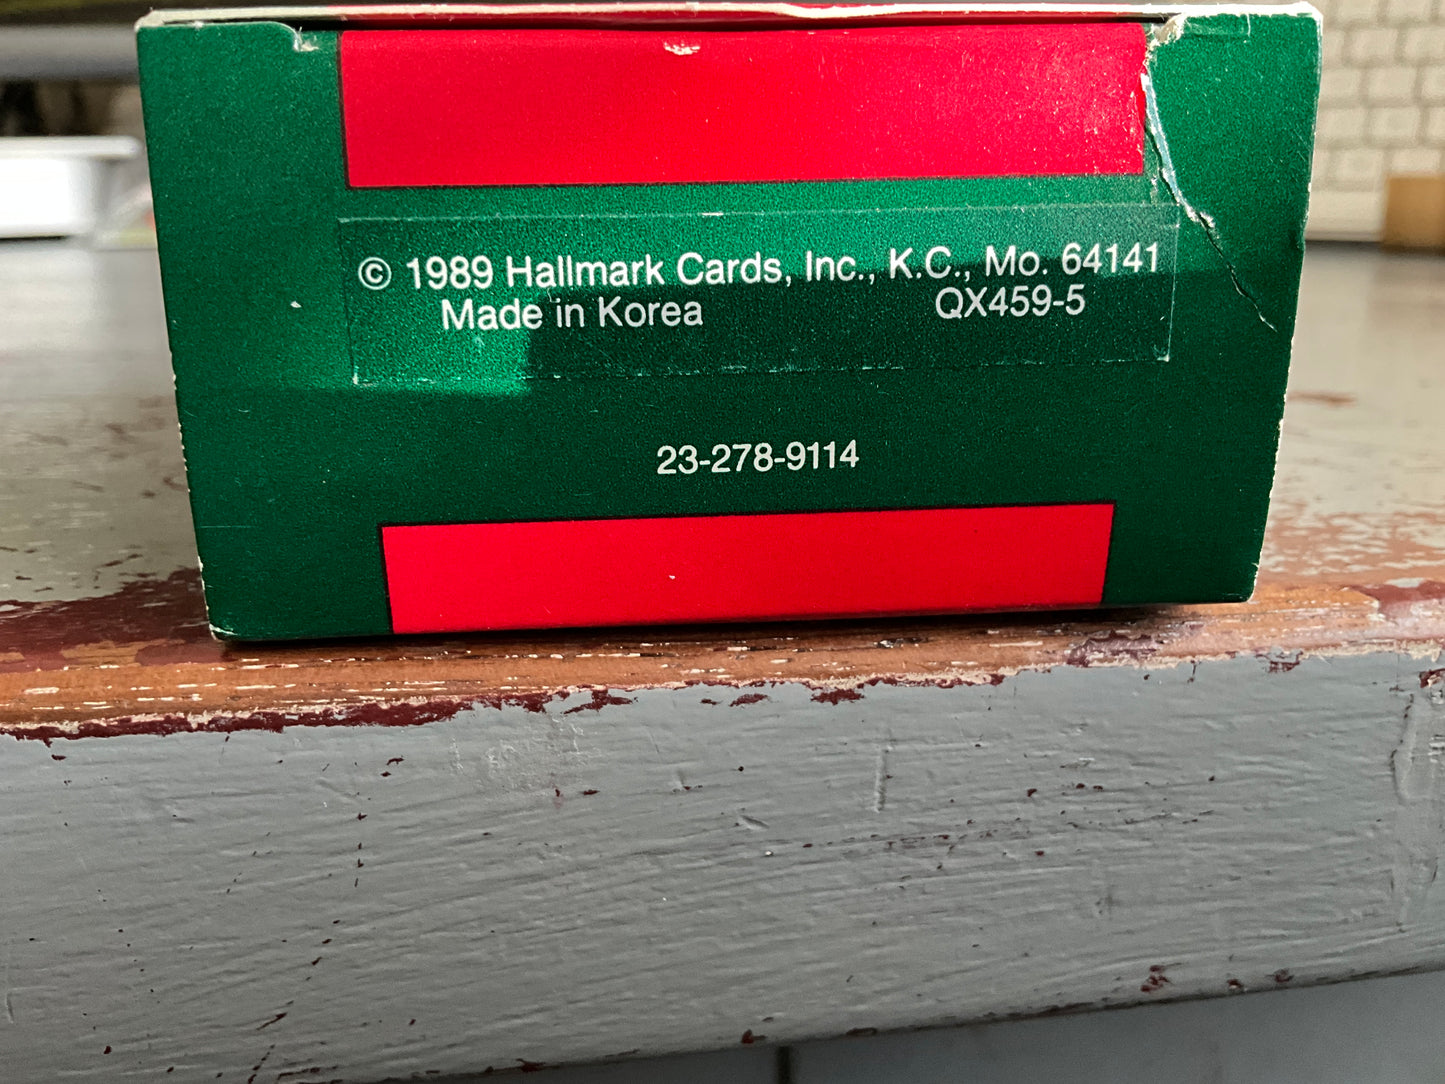 © 1989 Hallmark Cards, Inc., K.C., Mo. 64141
Made in Korea QX459-5
23-278-9114